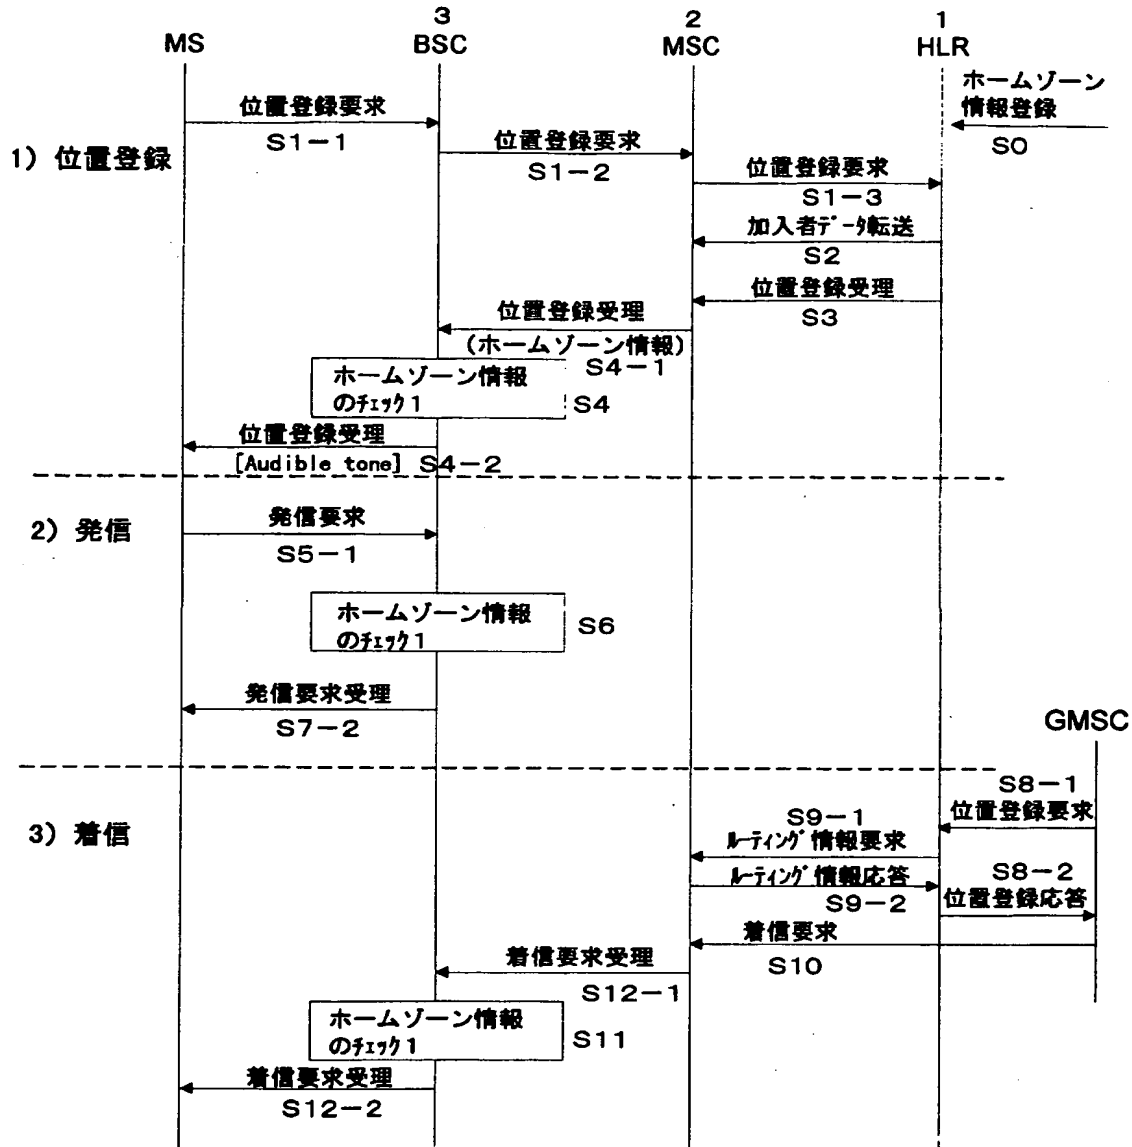 3
2
1
MS
BSC
MSC
HLR
ホームゾーン
情報登録
S0
位置登録要求
S1-1
1) 位置登録
位置登録要求
S1-2
位置登録要求
S1-3
加入者データ転送
S2
位置登録受理
S3
位置登録受理
(ホームゾーン情報)
S4-1
ホームゾーン情報
のチェック1
S4
位置登録受理
[Audible tone] S4-2
2) 発信
発信要求
S5-1
ホームゾーン情報
のチェック1
S6
発信要求受理
S7-2
GMSC
3) 着信
S8-1
位置登録要求
S9-1
ルーティング情報要求
S8-2
ルーティング情報応答
S9-2
位置登録応答
着信要求
S10
着信要求受理
S12-1
ホームゾーン情報
のチェック1
S11
着信要求受理
S12-2